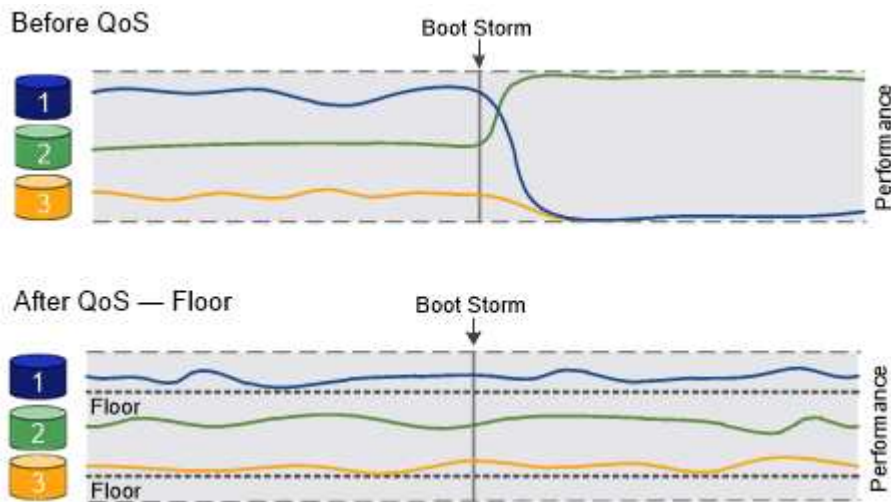 Before QoS
Boot Storm
1
2
3
Performance
After QoS — Floor
Boot Storm
1
Floor
2
3
Floor
Performance